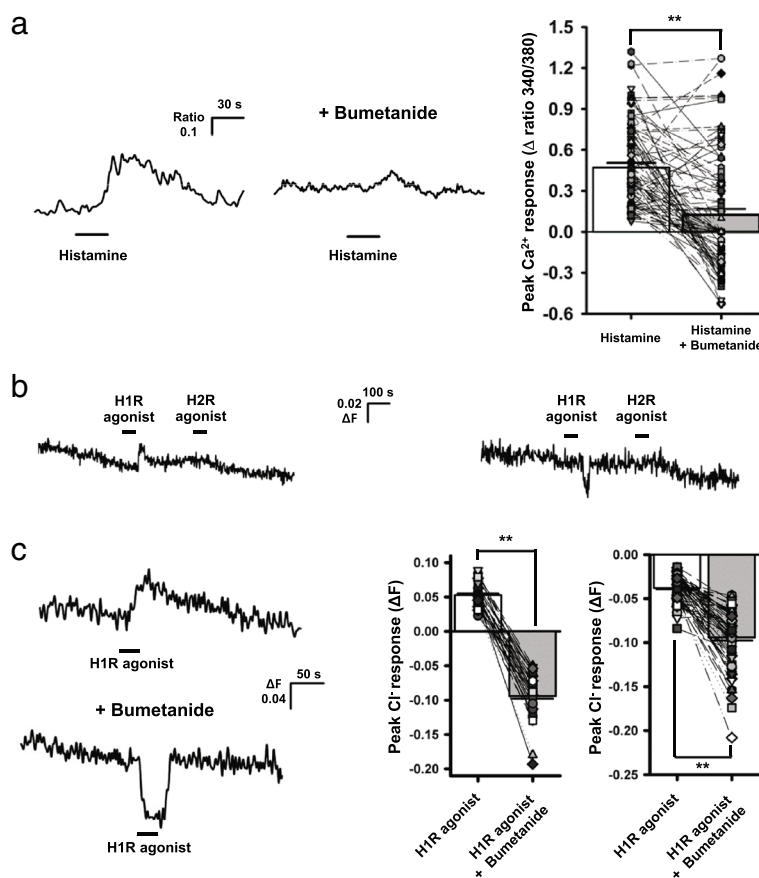 a
Ratio
0.1
30 s
+ Bumetanide
Histamine
Histamine
**
Peak Ca²⁺ response (Δ ratio 340/380)
1.5
1.2
0.9
0.6
0.3
0.0
-0.3
-0.6
Histamine
Histamine
+ Bumetanide
b
H1R
agonist
H2R
agonist
0.02
ΔF
100 s
H1R
agonist
H2R
agonist
c
H1R agonist
ΔF
0.04
50 s
+ Bumetanide
H1R agonist
**
Peak Cl⁻ response (ΔF)
0.10
0.05
0.00
-0.05
-0.10
-0.15
-0.20
H1R agonist
H1R agonist
+ Bumetanide
Peak Cl⁻ response (ΔF)
0.00
-0.05
-0.10
-0.15
-0.20
-0.25
**
H1R agonist
H1R agonist
+ Bumetanide